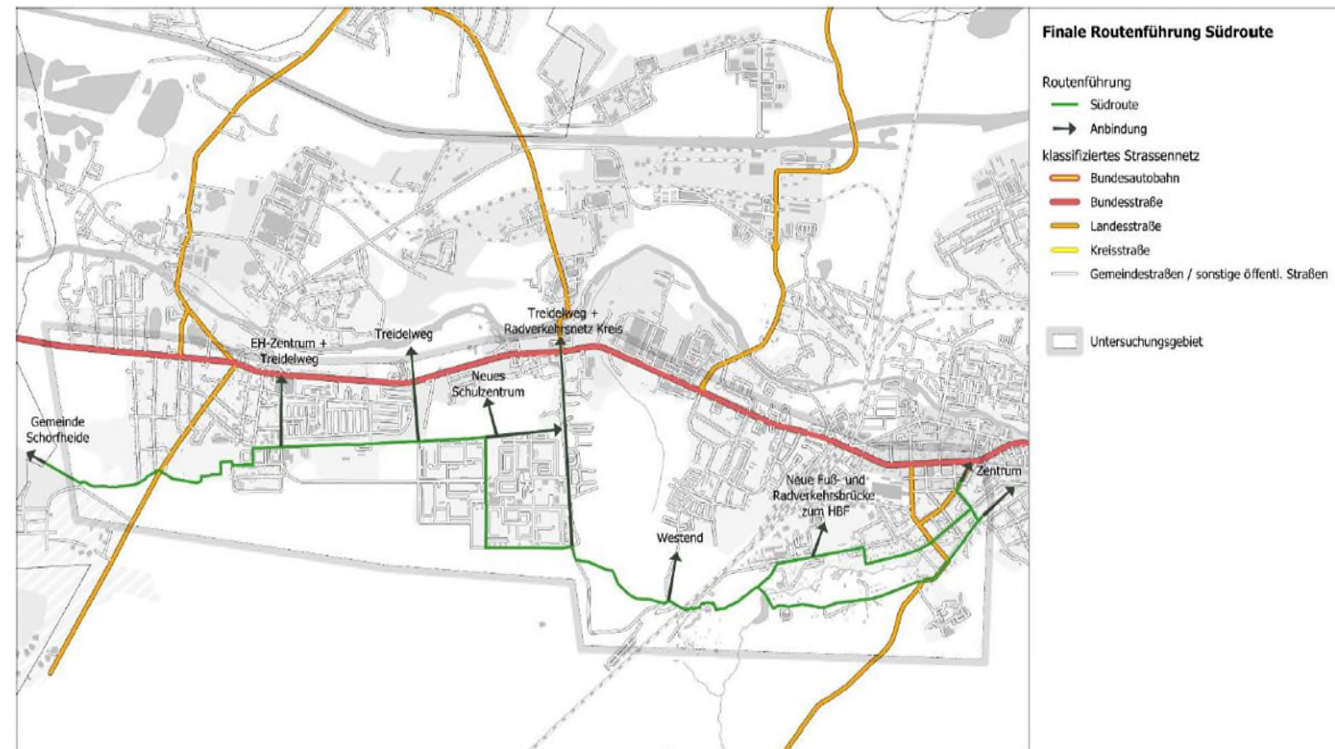 Finale Routenführung Südroute
Routenführung
Südroute
Anbindung
klassifiziertes Strassennetz
Bundesautobahn
Bundesstraße
Landesstraße
Kreisstraße
Gemeindestraßen / sonstige öffentl. Straßen
Untersuchungsgebiet
Treidelweg +
Radverkehrsnetz Kreis
Treidelweg
EH-Zentrum +
Treidelweg
Neues
Schulzentrum
Gemeinde
Schorfheide
Zentrum
Neue Fuß- und
Radverkehrsbrücke
zum HBF
Westend